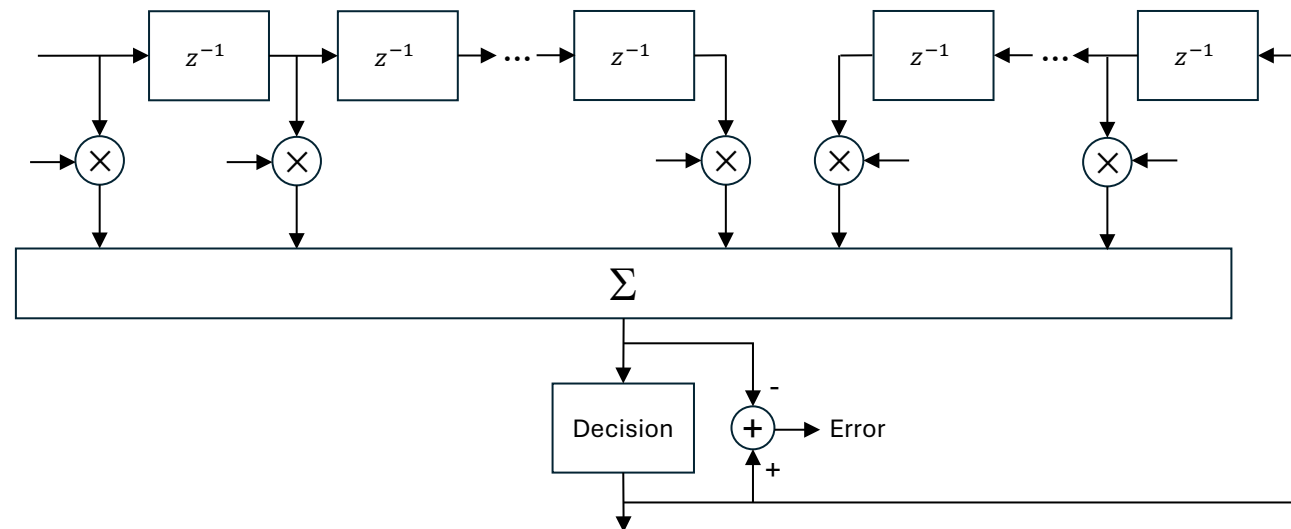 z⁻¹ z⁻¹ ... z⁻¹ z⁻¹ ... z⁻¹
× × × × ×
Σ
-
Decision + Error
+